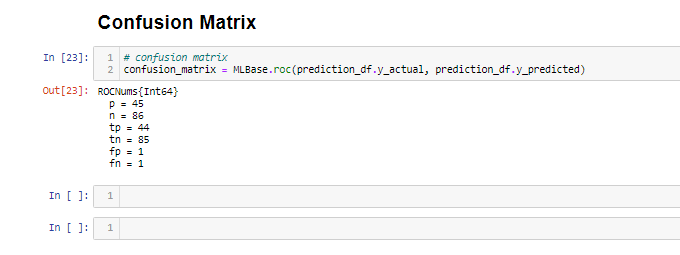 Confusion Matrix
In [23]:
1 # confusion matrix
2 confusion_matrix = MLBase.roc(prediction_df.y_actual, prediction_df.y_predicted)
Out[23]: ROCNums{Int64}
p = 45
n = 86
tp = 44
tn = 85
fp = 1
fn = 1
In [ ]: 1
In [ ]: 1